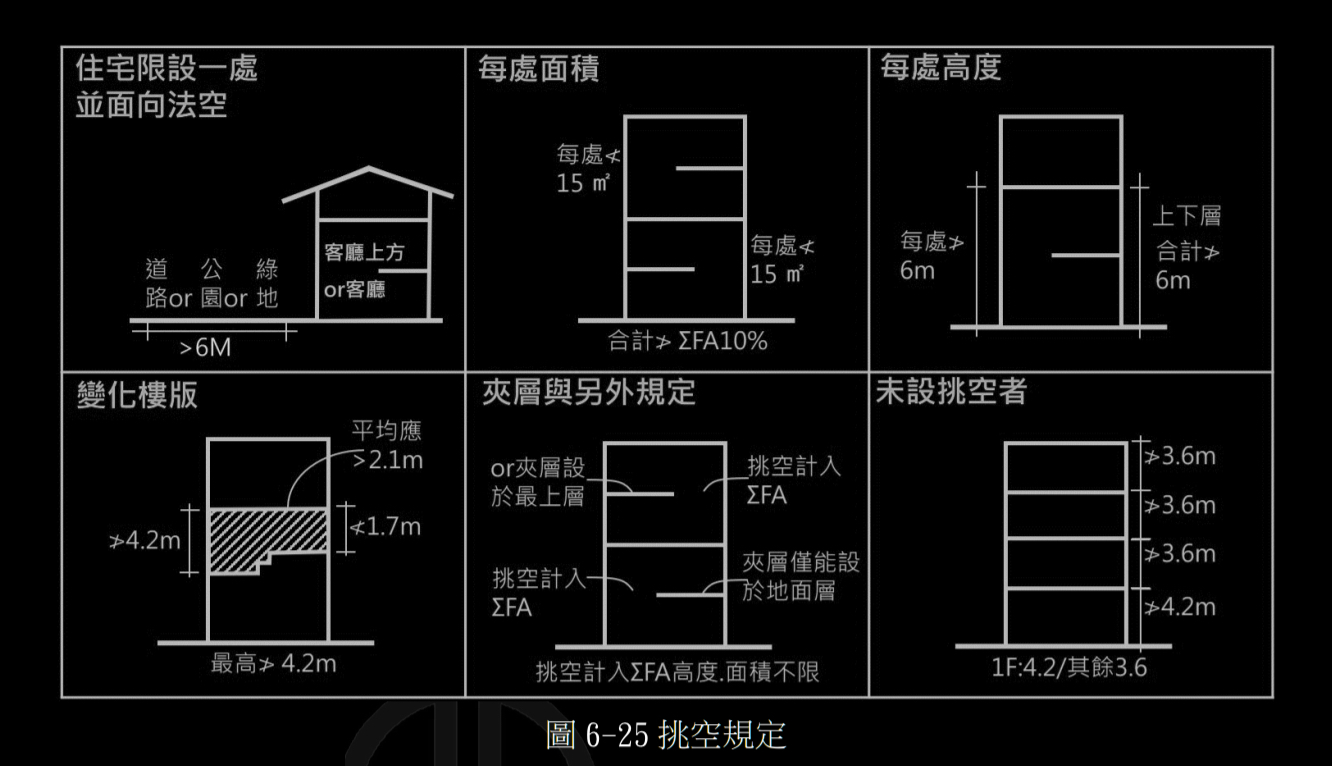 住宅限設一處
並面向法空
客廳上方
or客廳
道 公 綠
路or 園or 地
>6M
每處面積
每處≮
15 ㎡
每處≮
15 ㎡
合計≯ ΣFA10%
每處高度
每處≯
6m
上下層
合計≯
6m
變化樓版
平均應
>2.1m
≯4.2m
≮1.7m
最高≯ 4.2m
夾層與另外規定
or夾層設
於最上層
挑空計入
ΣFA
挑空計入
ΣFA
夾層僅能設
於地面層
挑空計入ΣFA高度.面積不限
未設挑空者
≯3.6m
≯3.6m
≯3.6m
≯4.2m
1F:4.2/其餘3.6
圖 6-25 挑空規定